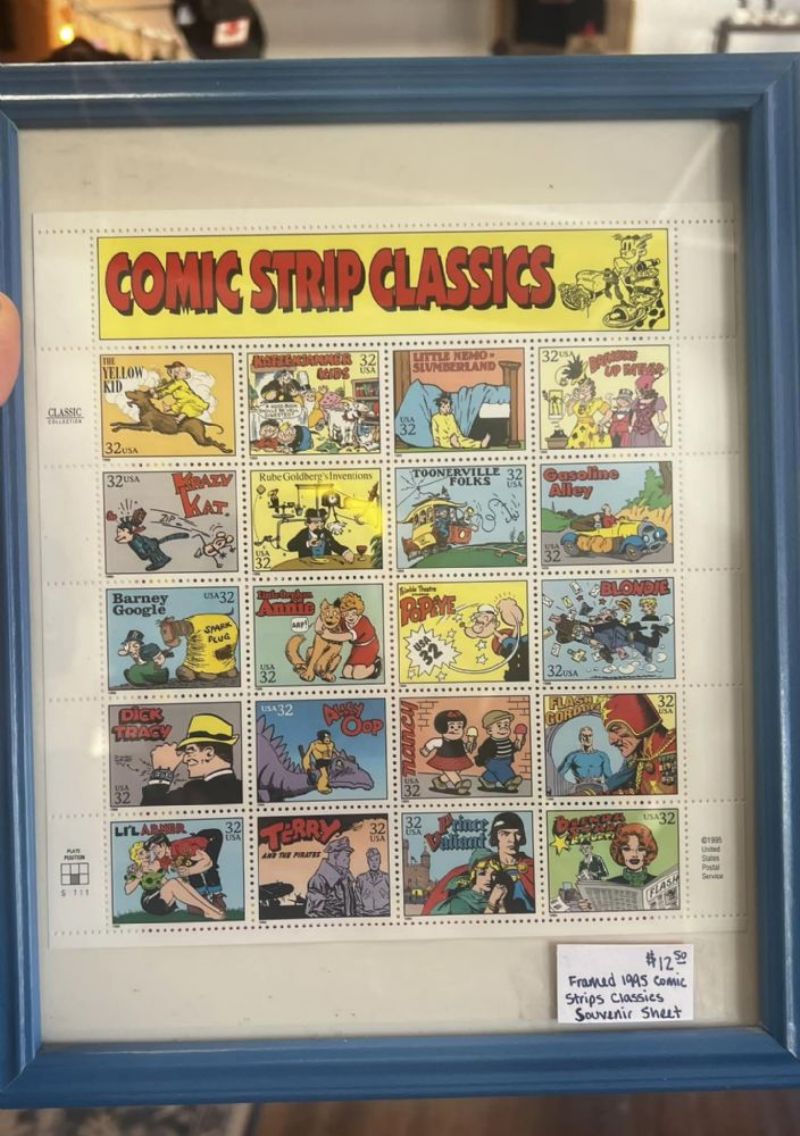 COMIC STRIP CLASSICS
CLASSIC
COLLECTION
THE
YELLOW
KID
32USA
KATZENJAMMER
KIDS
32
USA
LITTLE NEMO IN
SLUMBERLAND
USA
32
32USA
BRINGING
UP FATHER
32USA
KRAZY
KAT
Rube Goldberg's Inventions
USA
32
TOONERVILLE
FOLKS
32
USA
Gasoline
Alley
USA
32
Barney
Google
USA32
SPARK
PLUG
Little Orphan
Annie
ARF!
USA
32
Thimble Theatre
POPEYE
USA
32
BLONDIE
32USA
DICK
TRACY
USA
32
USA32
ALLEY
OOP
NANCY
USA
32
FLASH
GORDON
32
USA
LI'L ABNER
32
USA
TERRY
AND THE PIRATES
32
USA
32
USA
Prince
Valiant
BRENDA
STARR
USA32
FLASH
PLATE
POSITION
S 111
©1995
United
States
Postal
Service
$12.50
Framed 1995 Comic
Strips Classics
Souvenir Sheet